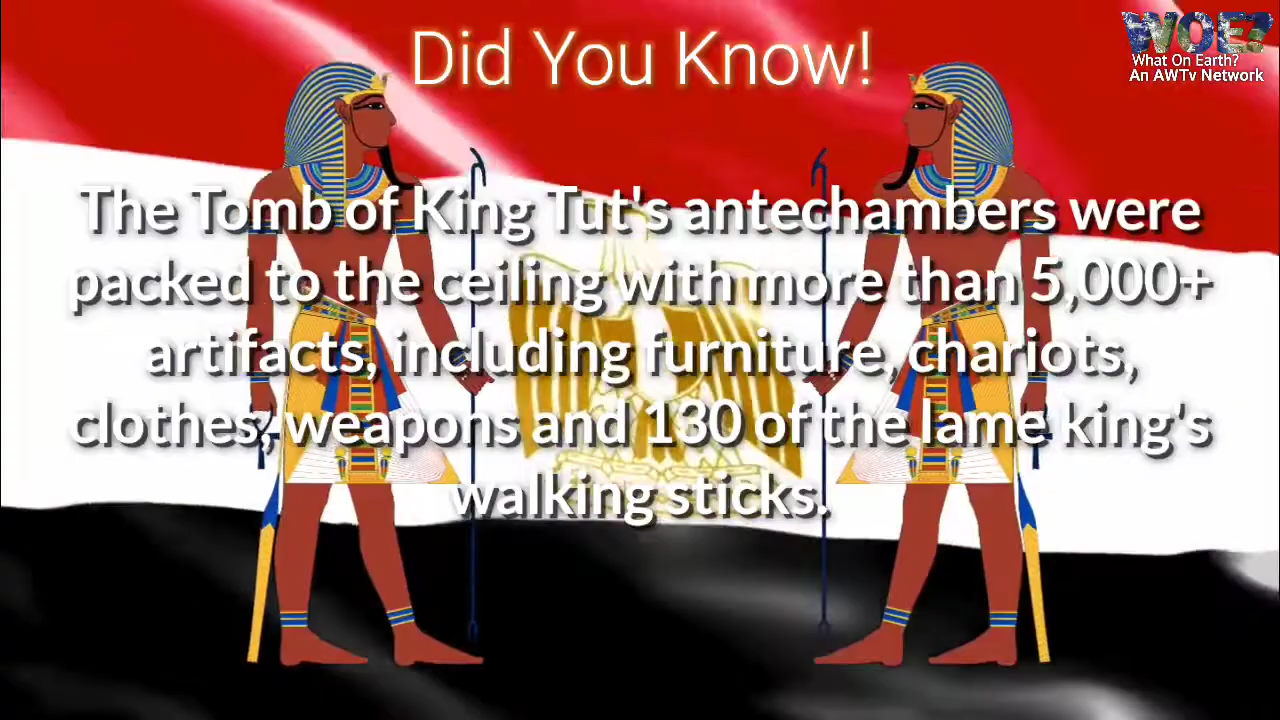 Did You Know!
WOE?
What On Earth?
An AWTv Network
The Tomb of King Tut's antechambers were
packed to the ceiling with more than 5,000+
artifacts, including furniture, chariots,
clothes, weapons and 130 of the lame king's
walking sticks.